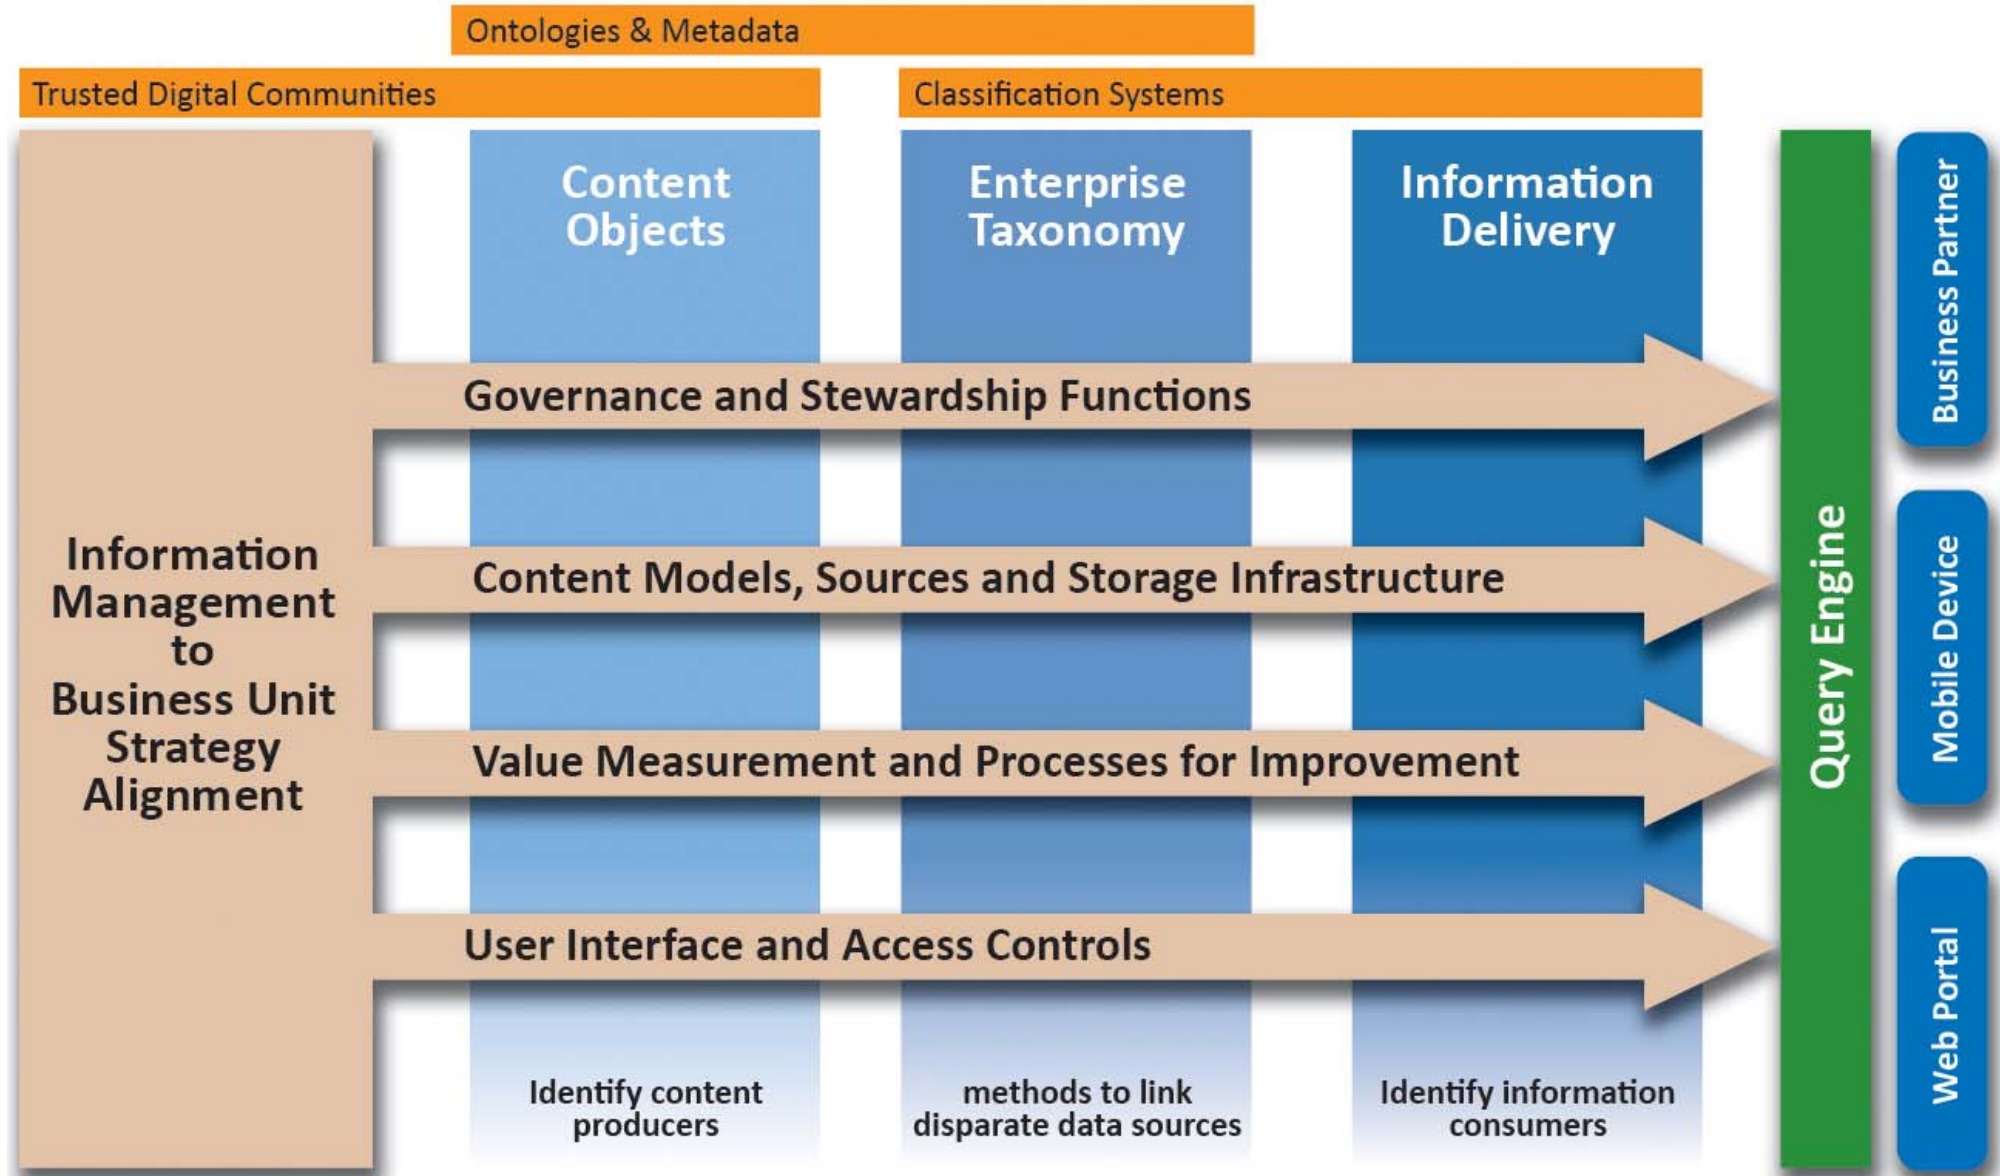 Ontologies & Metadata
Trusted Digital Communities
Classification Systems
Content
Objects
Enterprise
Taxonomy
Information
Delivery
Governance and Stewardship Functions
Content Models, Sources and Storage Infrastructure
Value Measurement and Processes for Improvement
User Interface and Access Controls
Information
Management
to
Business Unit
Strategy
Alignment
Identify content
producers
methods to link
disparate data sources
Identify information
consumers
Query Engine
Business Partner
Mobile Device
Web Portal